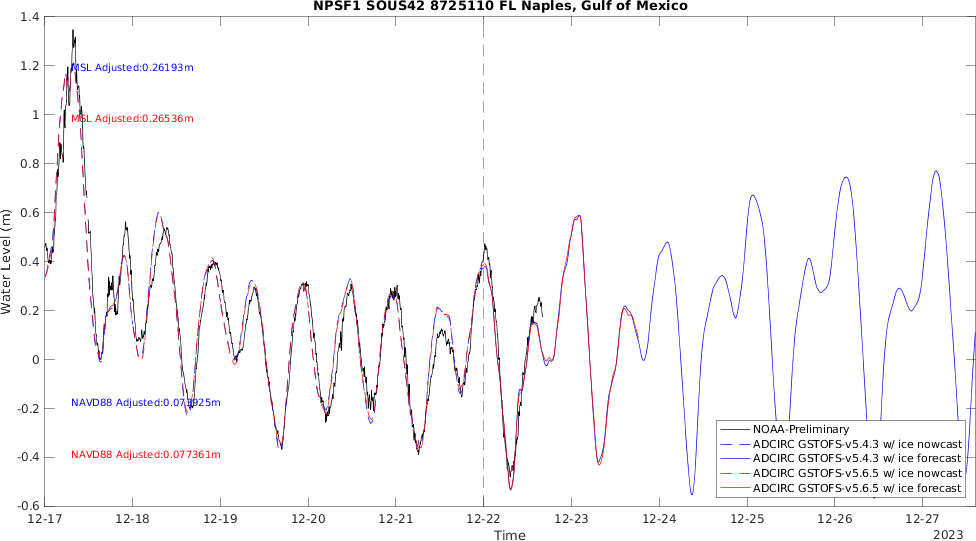 NPSF1 SOUS42 8725110 FL Naples, Gulf of Mexico
1.4
1.2
1
0.8
0.6
0.4
0.2
0
-0.2
-0.4
-0.6
Water Level (m)
MSL Adjusted:0.26193m
MSL Adjusted:0.26536m
NAVD88 Adjusted:0.073925m
NAVD88 Adjusted:0.077361m
NOAA-Preliminary
ADCIRC GSTOFS-v5.4.3 w/ ice nowcast
ADCIRC GSTOFS-v5.4.3 w/ ice forecast
ADCIRC GSTOFS-v5.6.5 w/ ice nowcast
ADCIRC GSTOFS-v5.6.5 w/ ice forecast
12-17 12-18 12-19 12-20 12-21 12-22 12-23 12-24 12-25 12-26 12-27
Time
2023